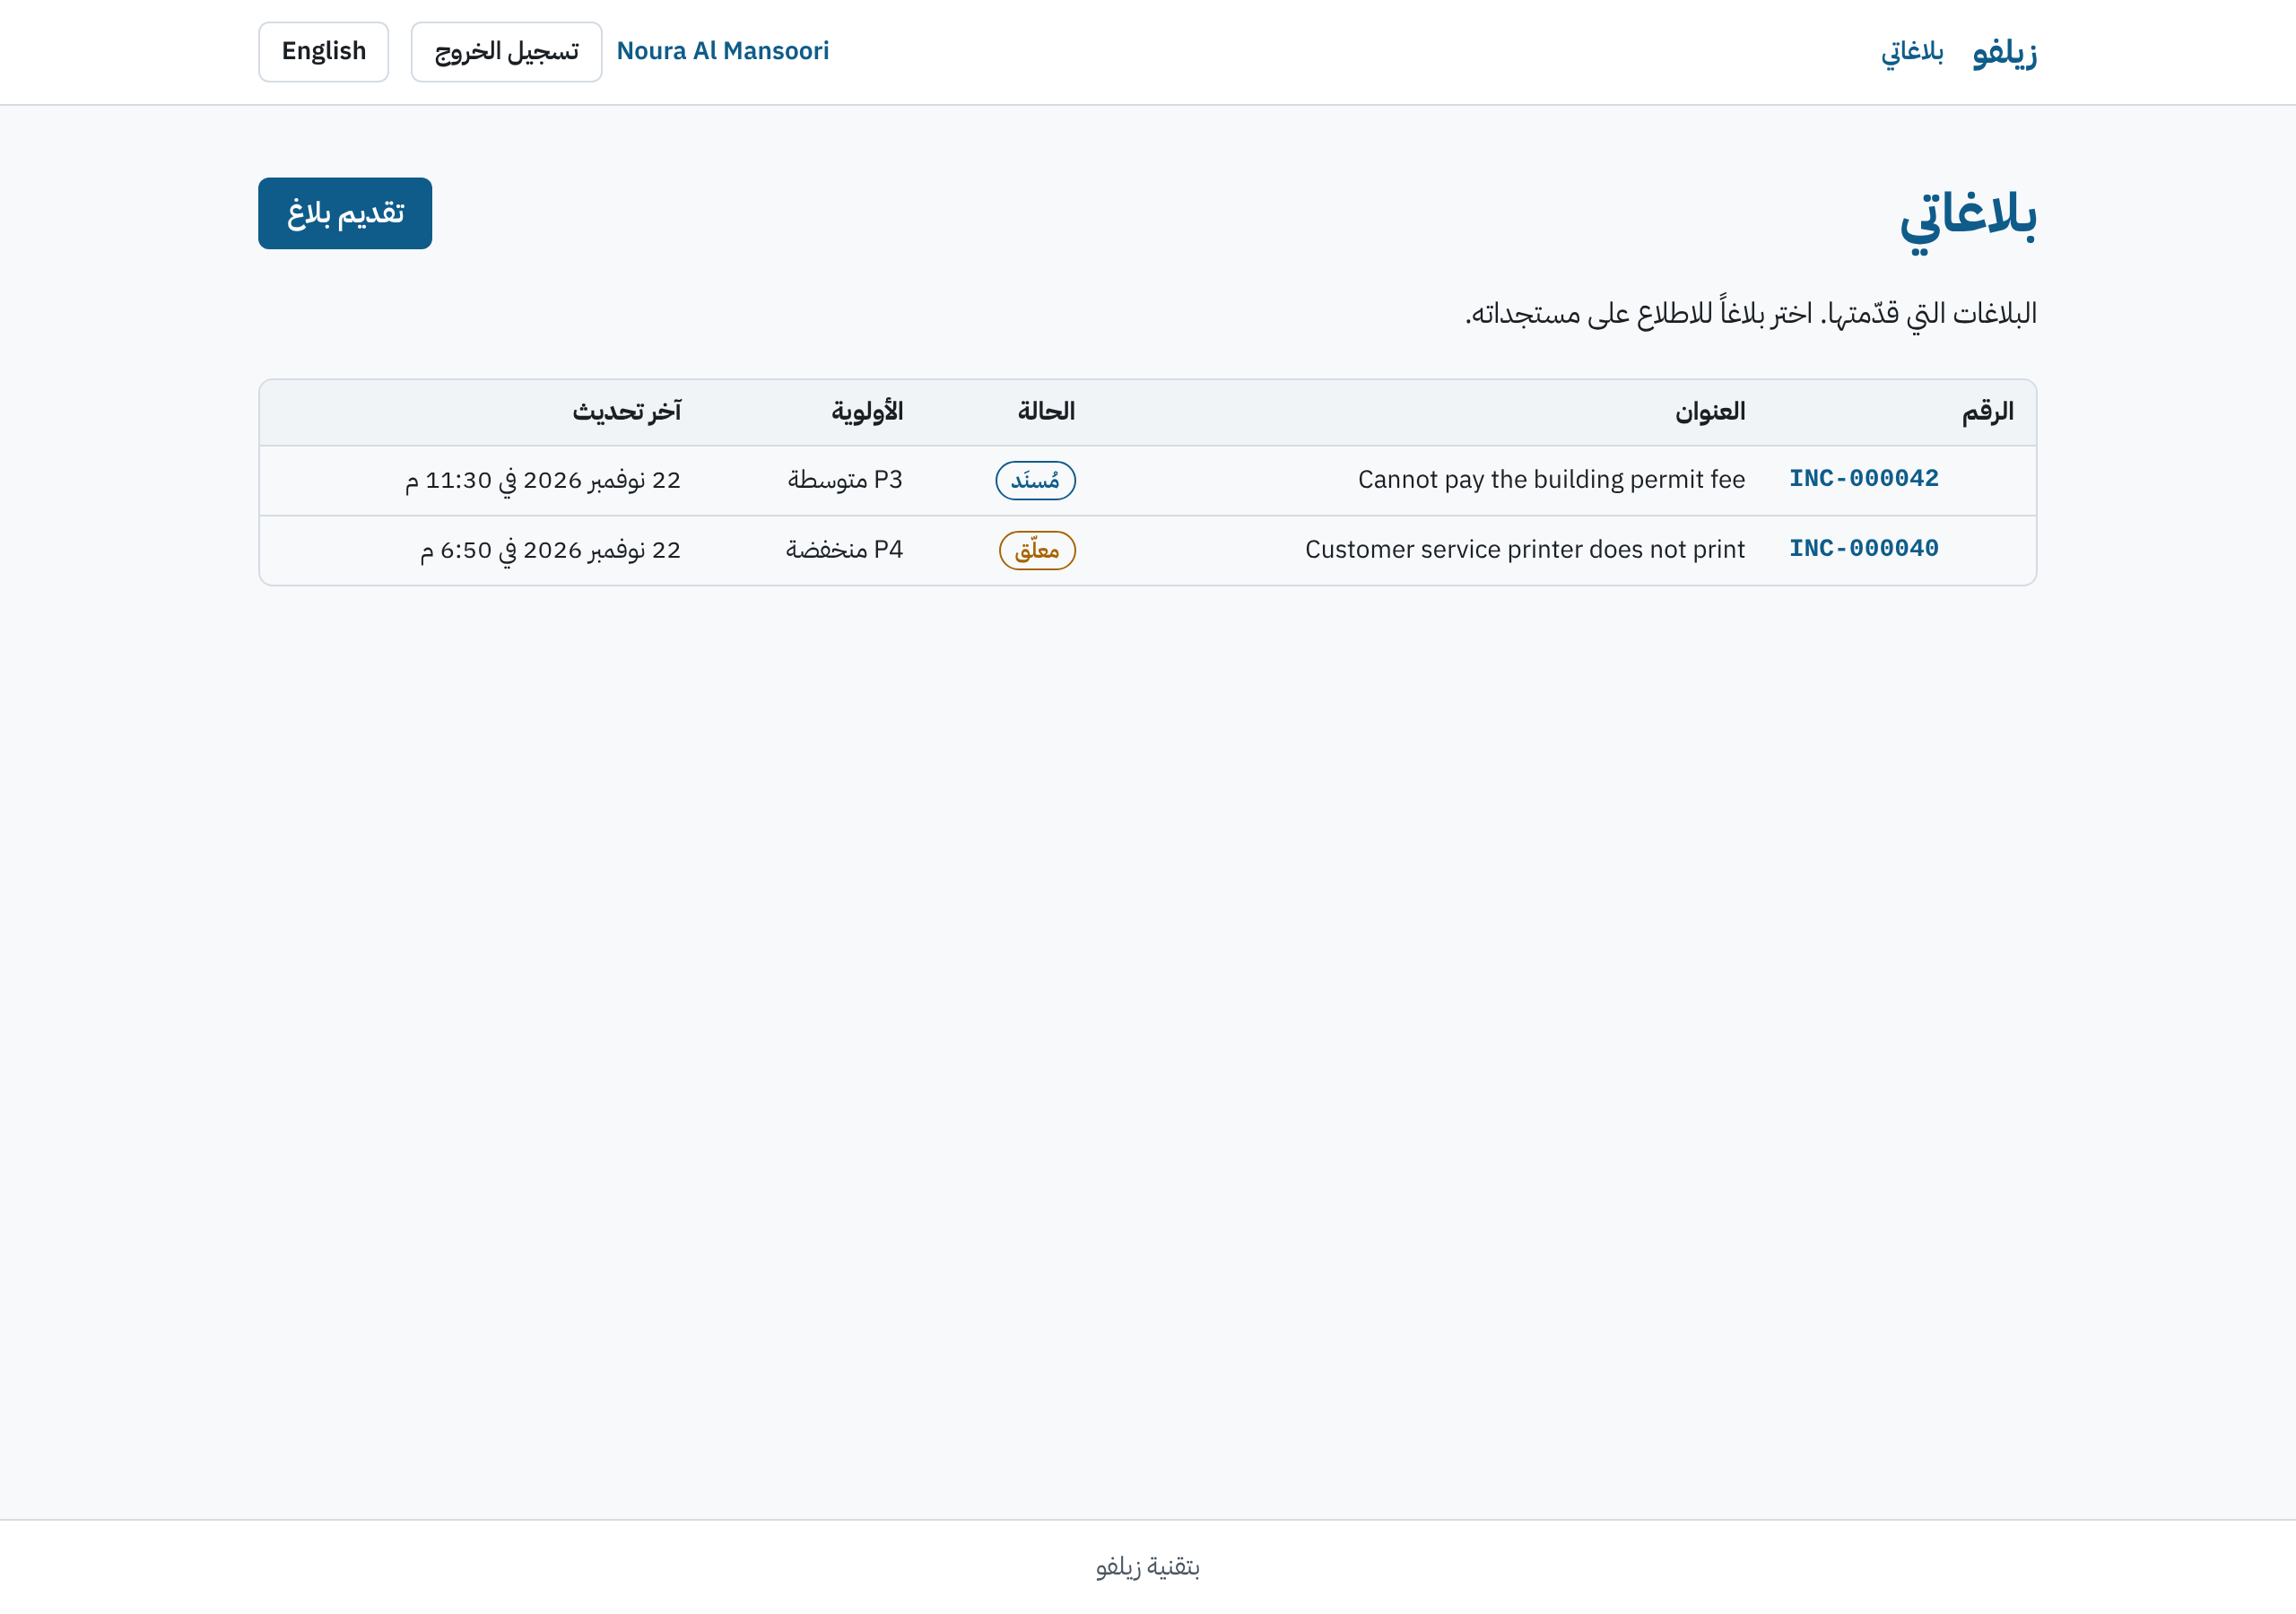 زيلفو بلاغاتي Noura Al Mansoori تسجيل الخروج English
بلاغاتي تقديم بلاغ
البلاغات التي قدّمتها. اختر بلاغاً للاطلاع على مستجداته.
الرقم العنوان الحالة الأولوية آخر تحديث
INC-000042 Cannot pay the building permit fee مُسنَد P3 متوسطة 22 نوفمبر 2026 في 11:30 م
INC-000040 Customer service printer does not print معلّق P4 منخفضة 22 نوفمبر 2026 في 6:50 م
بتقنية زيلفو